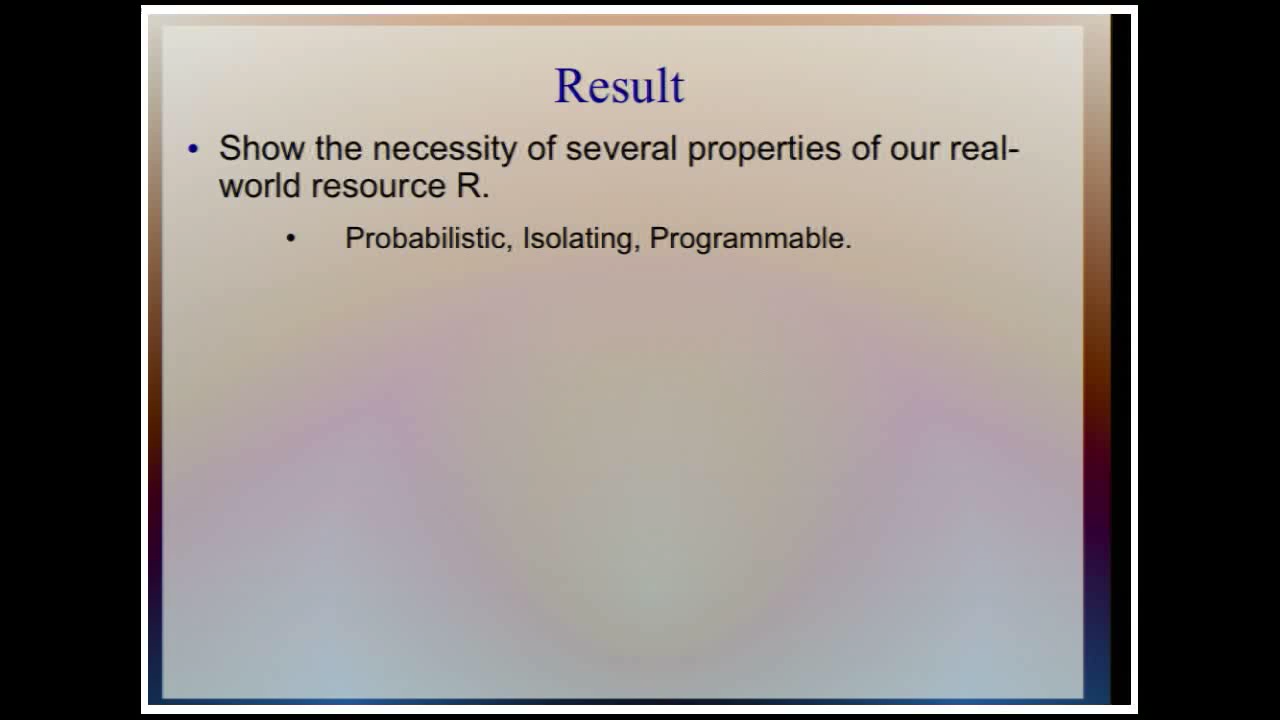 Result
• Show the necessity of several properties of our real-
world resource R.
• Probabilistic, Isolating, Programmable.